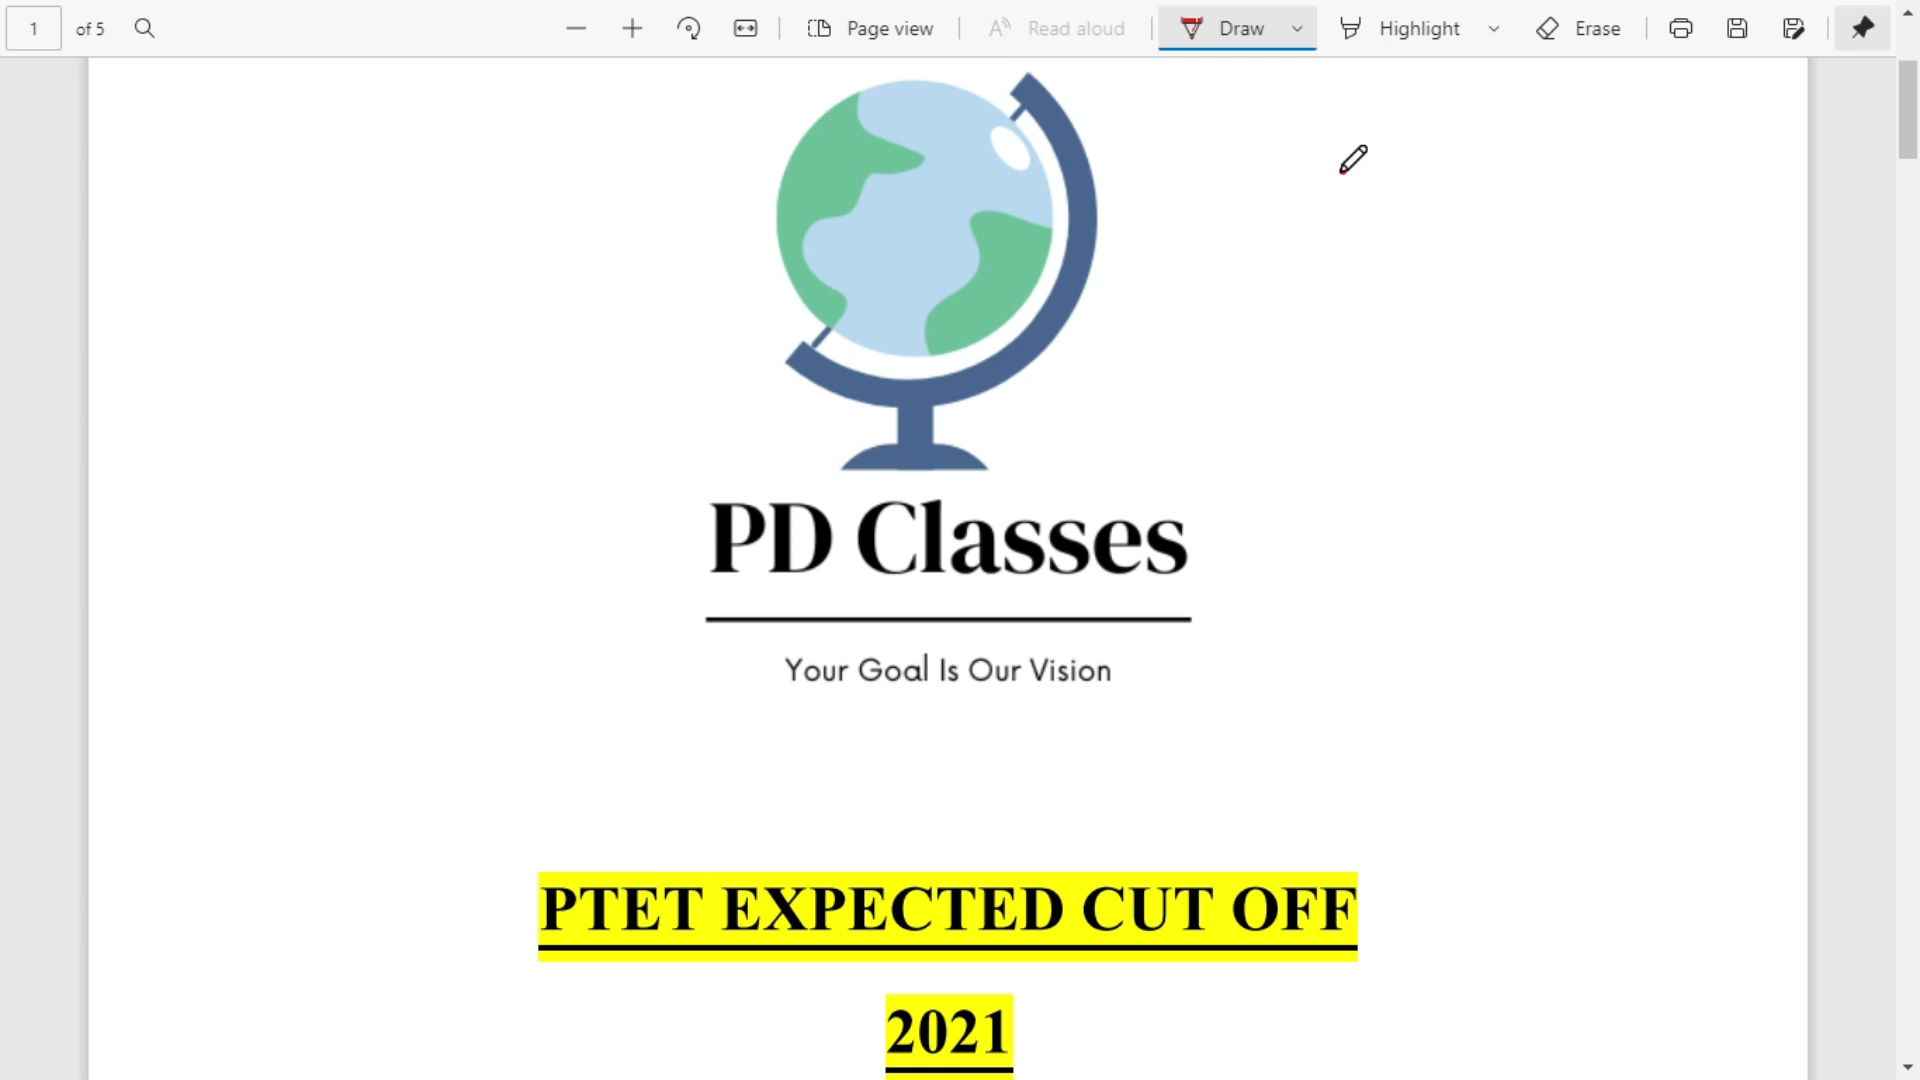 1 of 5 Page view Read aloud Draw Highlight Erase
PD Classes
Your Goal Is Our Vision
PTET EXPECTED CUT OFF
2021